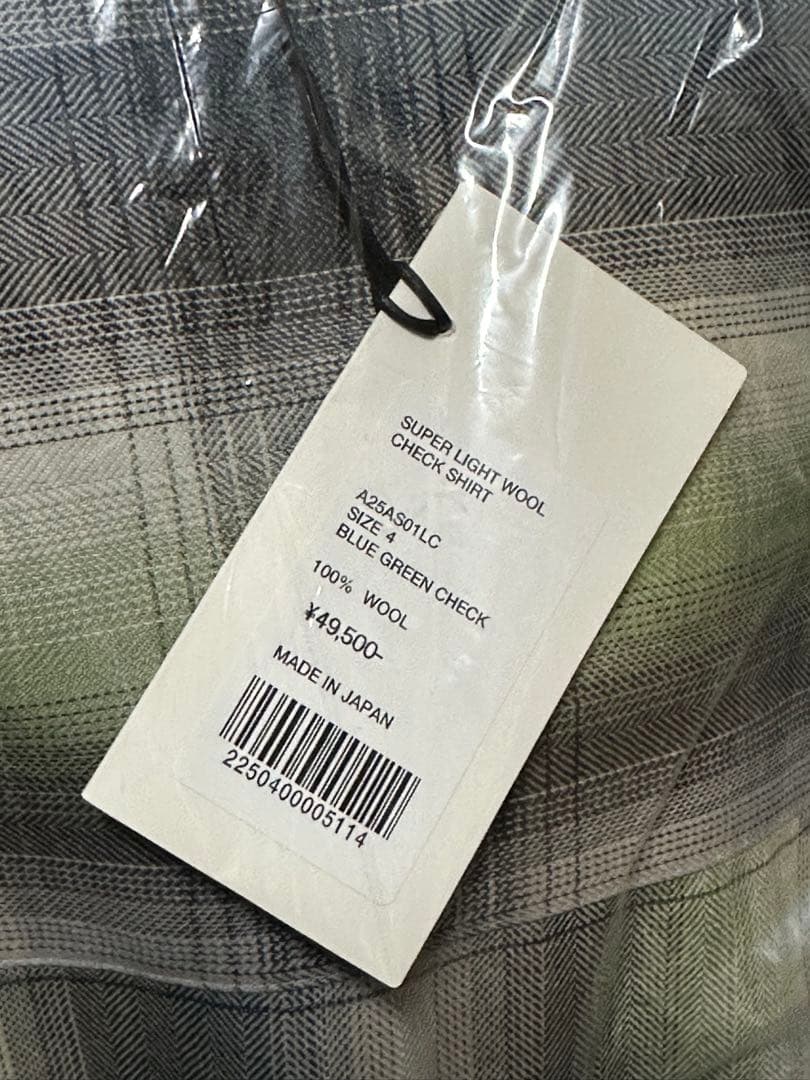 SUPER LIGHT WOOL
CHECK SHIRT
A25AS01LC
SIZE 4
BLUE GREEN CHECK
100% WOOL
¥49,500-
MADE IN JAPAN
2250400005114